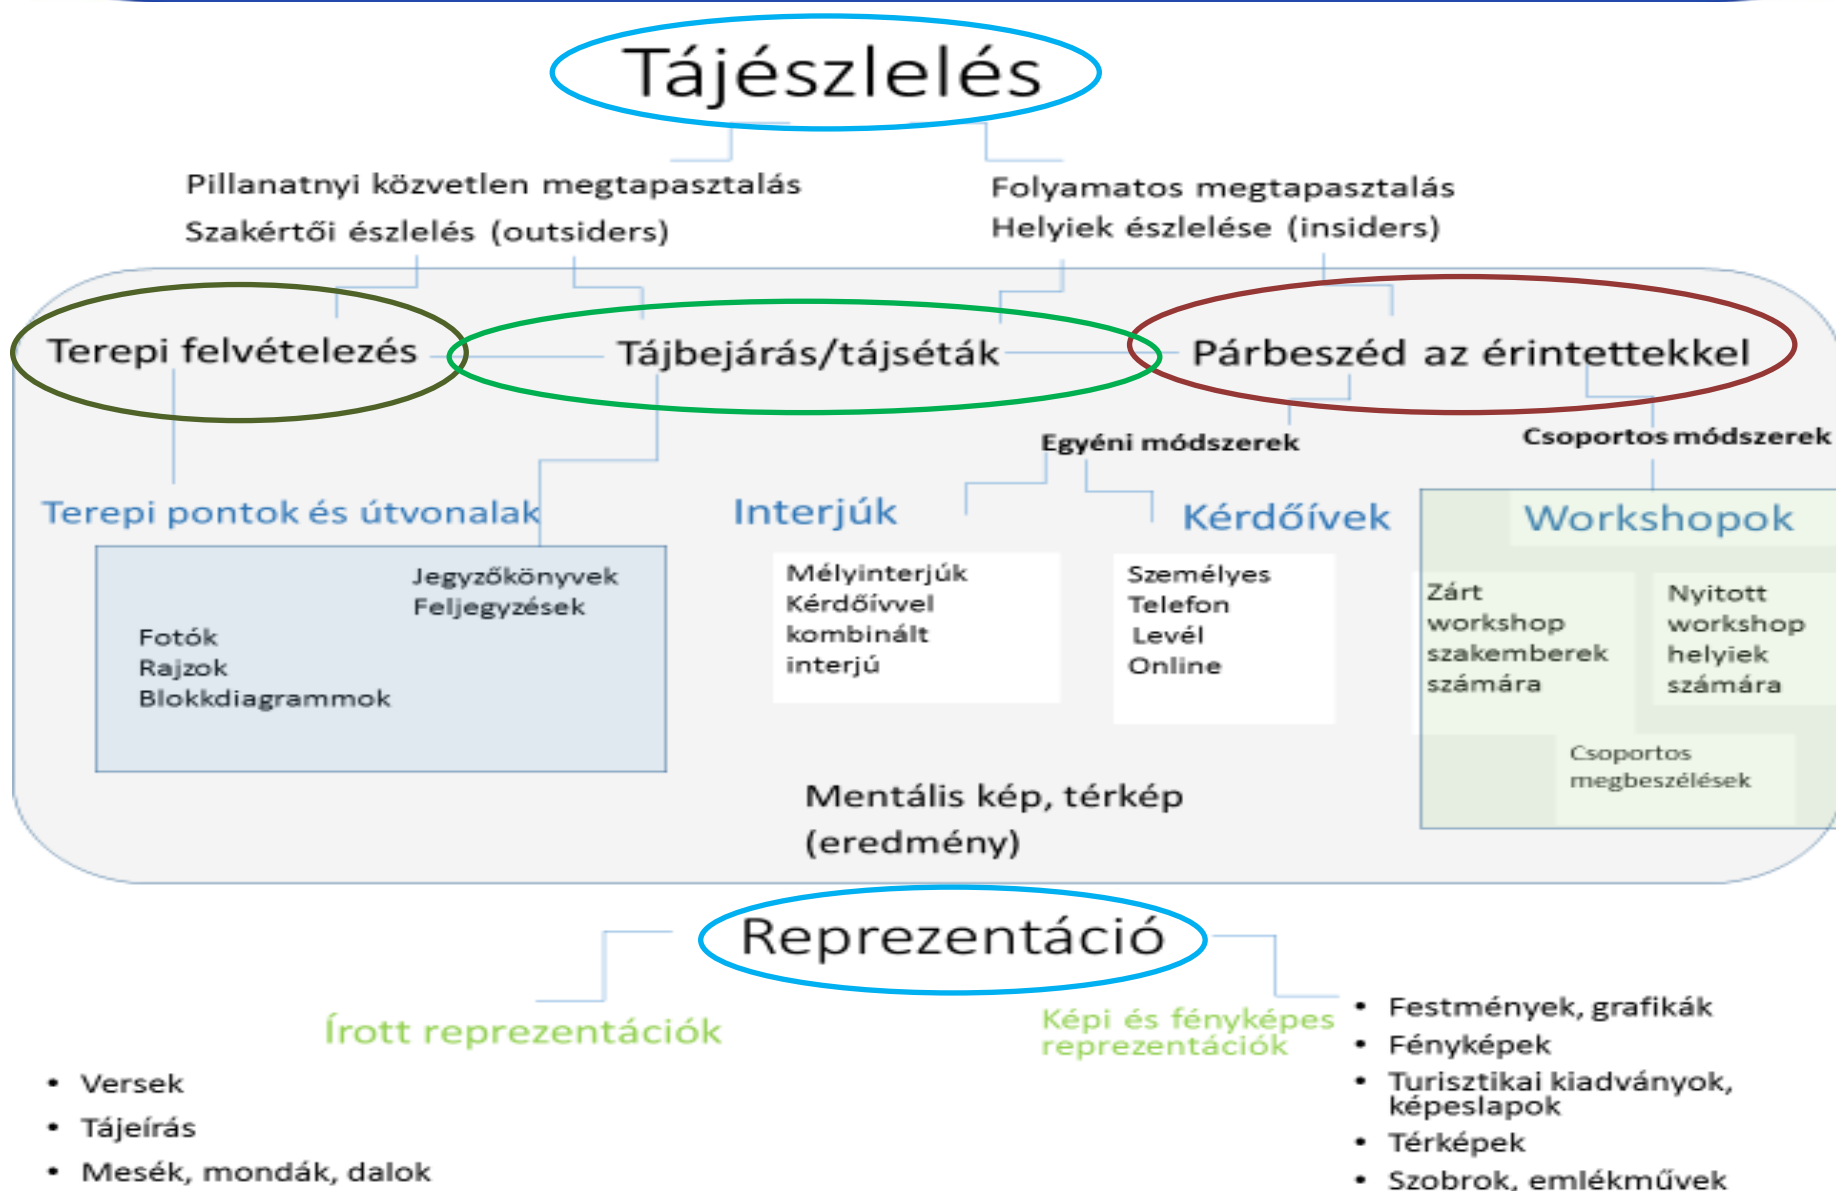 Tájészlelés
Pillanatnyi közvetlen megtapasztalás
Szakértői észlelés (outsiders)
Folyamatos megtapasztalás
Helyiek észlelése (insiders)
Terepi felvételezés
Tájbejárás/tájséták
Párbeszéd az érintettekkel
Egyéni módszerek
Csoportos módszerek
Terepi pontok és útvonalak
Jegyzőkönyvek
Feljegyzések
Fotók
Rajzok
Blokkdiagrammok
Interjúk
Mélyinterjúk
Kérdőívvel
kombinált
interjú
Kérdőívek
Személyes
Telefon
Levél
Online
Workshopok
Zárt
workshop
szakemberek
számára
Nyitott
workshop
helyiek
számára
Csoportos
megbeszélések
Mentális kép, térkép
(eredmény)
Reprezentáció
Írott reprezentációk
• Versek
• Tájeírás
• Mesék, mondák, dalok
Képi és fényképes
reprezentációk
• Festmények, grafikák
• Fényképek
• Turisztikai kiadványok,
képeslapok
• Térképek
• Szobrok, emlékművek